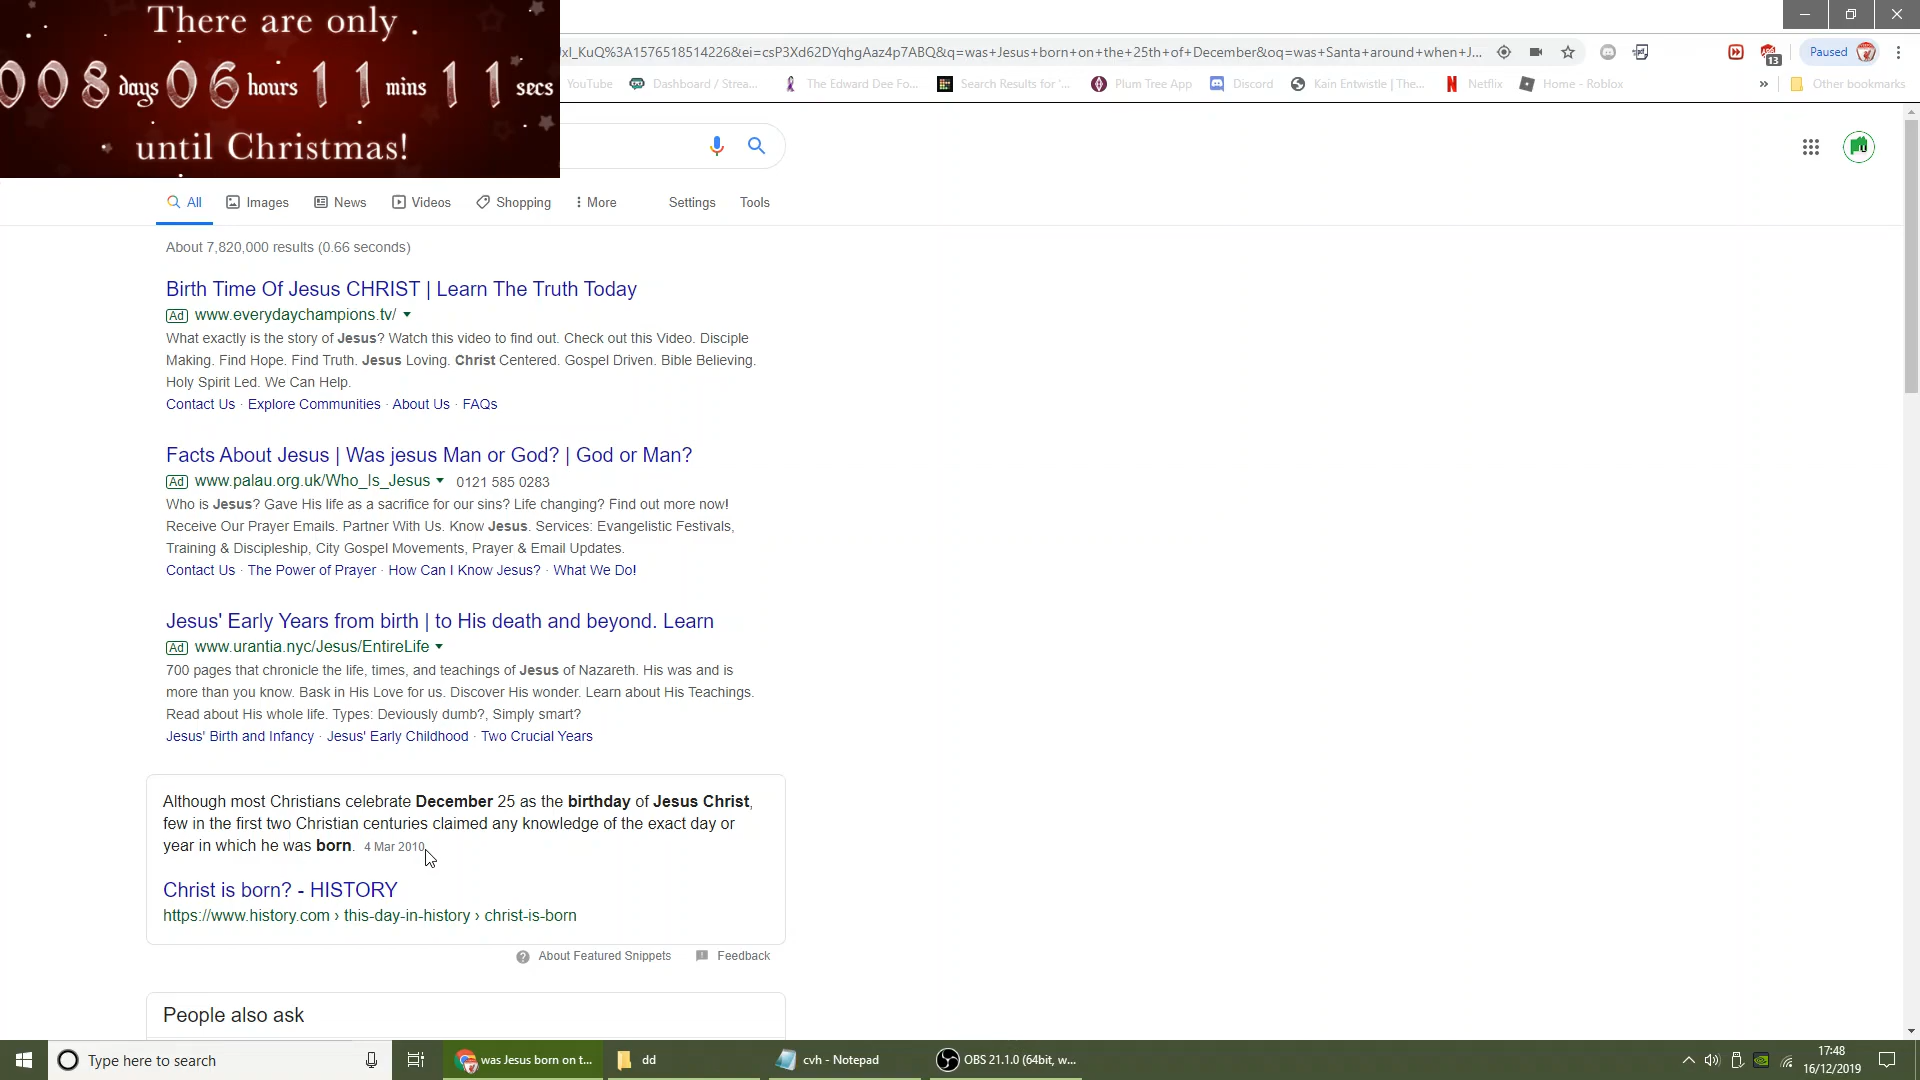 There are only
008 days 06 hours 11 mins 11 secs
until Christmas!
Jxl_KuQ%3A1576518514226&ei=csP3Xd62DYqhgAaz4p7ABQ&q=was+Jesus+born+on+the+25th+of+December&oq=was+Santa+around+when+J...
13
Paused
YouTube
Dashboard / Strea...
The Edward Dee Fo...
Search Results for '...
Plum Tree App
Discord
Kain Entwistle | The...
Netflix
Home - Roblox
»
Other bookmarks
All
Images
News
Videos
Shopping
More
Settings
Tools
About 7,820,000 results (0.66 seconds)
Birth Time Of Jesus CHRIST | Learn The Truth Today
Ad www.everydaychampions.tv/
What exactly is the story of Jesus? Watch this video to find out. Check out this Video. Disciple
Making. Find Hope. Find Truth. Jesus Loving. Christ Centered. Gospel Driven. Bible Believing.
Holy Spirit Led. We Can Help.
Contact Us · Explore Communities · About Us · FAQs
Facts About Jesus | Was jesus Man or God? | God or Man?
Ad www.palau.org.uk/Who_Is_Jesus 0121 585 0283
Who is Jesus? Gave His life as a sacrifice for our sins? Life changing? Find out more now!
Receive Our Prayer Emails. Partner With Us. Know Jesus. Services: Evangelistic Festivals,
Training & Discipleship, City Gospel Movements, Prayer & Email Updates.
Contact Us · The Power of Prayer · How Can I Know Jesus? · What We Do!
Jesus' Early Years from birth | to His death and beyond. Learn
Ad www.urantia.nyc/Jesus/EntireLife
700 pages that chronicle the life, times, and teachings of Jesus of Nazareth. His was and is
more than you know. Bask in His Love for us. Discover His wonder. Learn about His Teachings.
Read about His whole life. Types: Deviously dumb?, Simply smart?
Jesus' Birth and Infancy · Jesus' Early Childhood · Two Crucial Years
Although most Christians celebrate December 25 as the birthday of Jesus Christ,
few in the first two Christian centuries claimed any knowledge of the exact day or
year in which he was born. 4 Mar 2010
Christ is born? - HISTORY
https://www.history.com › this-day-in-history › christ-is-born
About Featured Snippets
Feedback
People also ask
Type here to search
was Jesus born on t...
dd
cvh - Notepad
OBS 21.1.0 (64bit, w...
17:48
16/12/2019